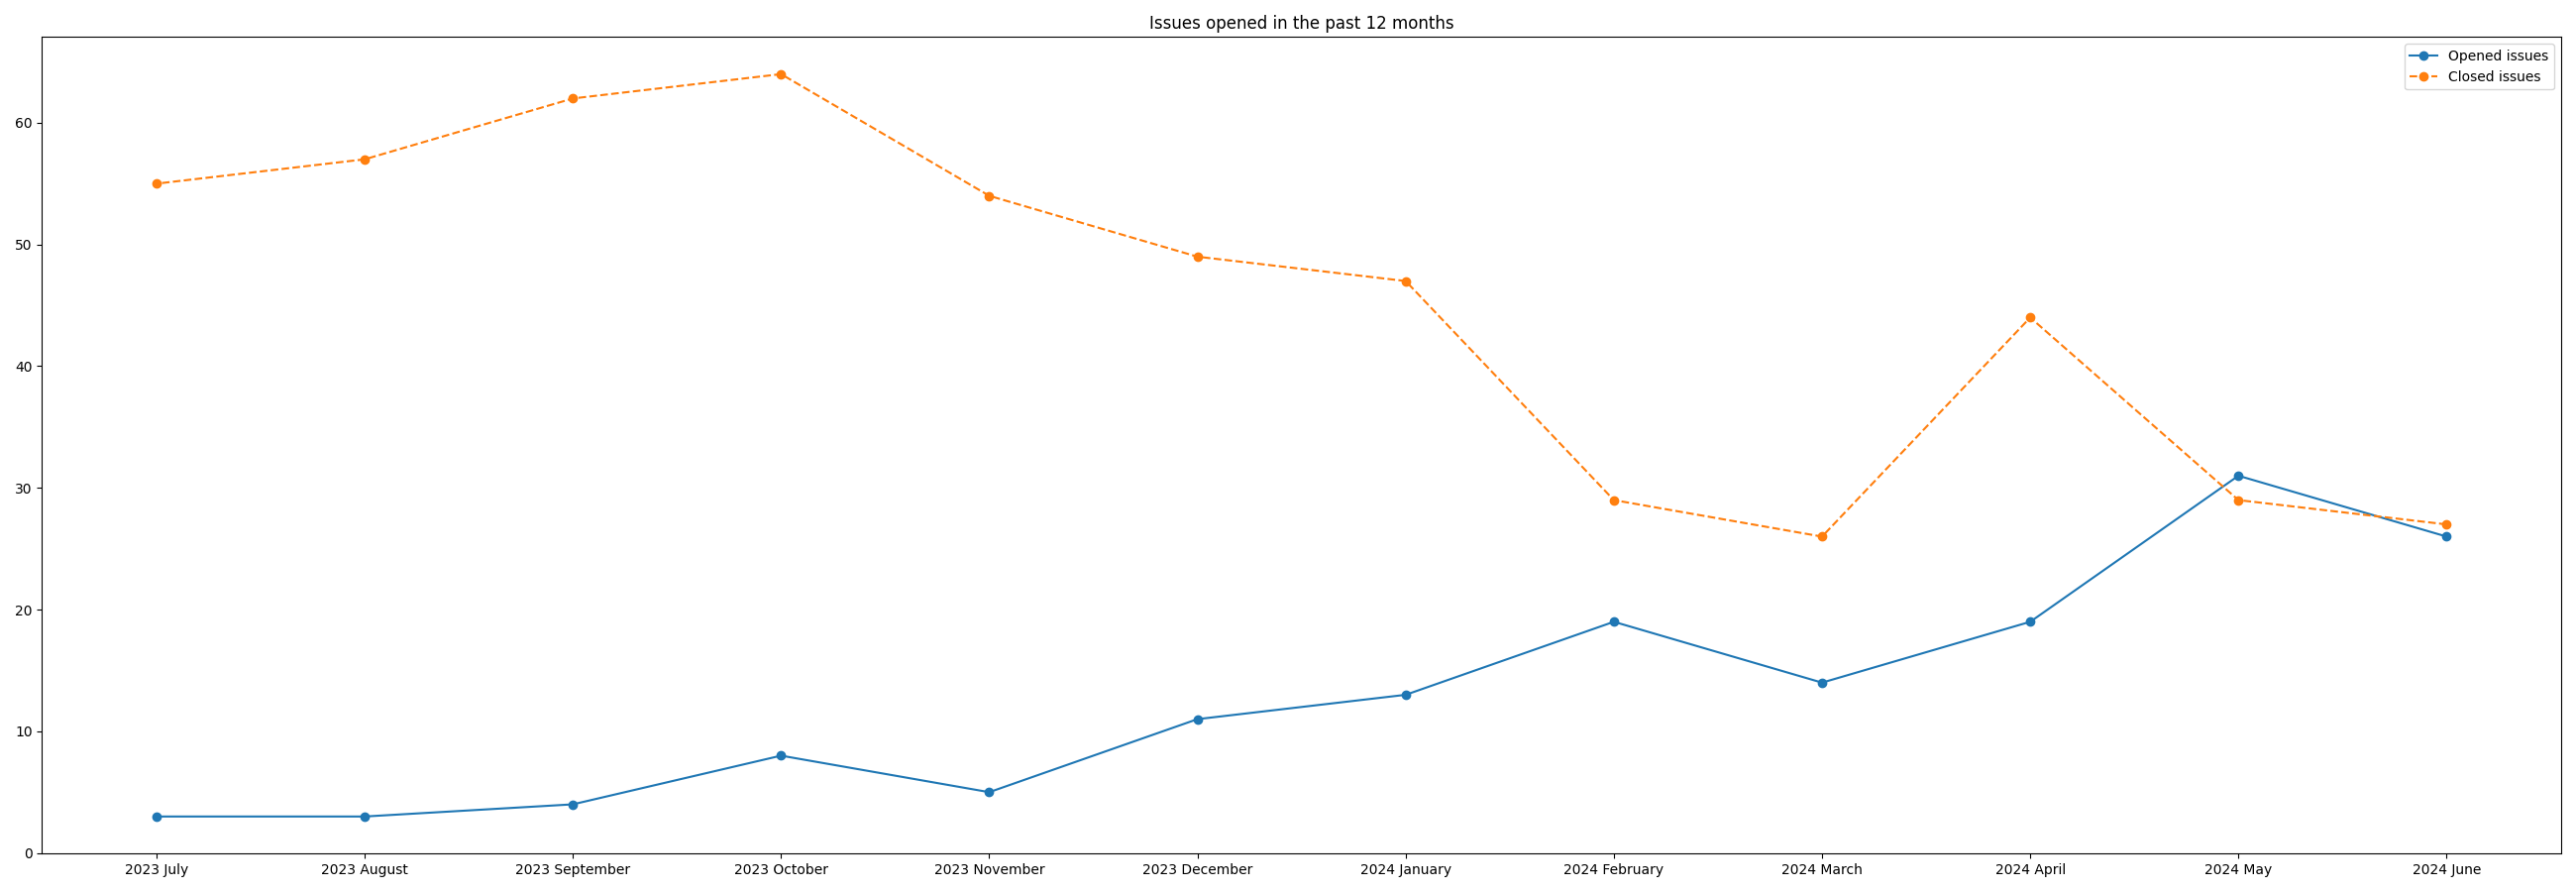 Issues opened in the past 12 months
Opened issues
Closed issues
60
50
40
30
20
10
0
2023 July 2023 August 2023 September 2023 October 2023 November 2023 December 2024 January 2024 February 2024 March 2024 April 2024 May 2024 June